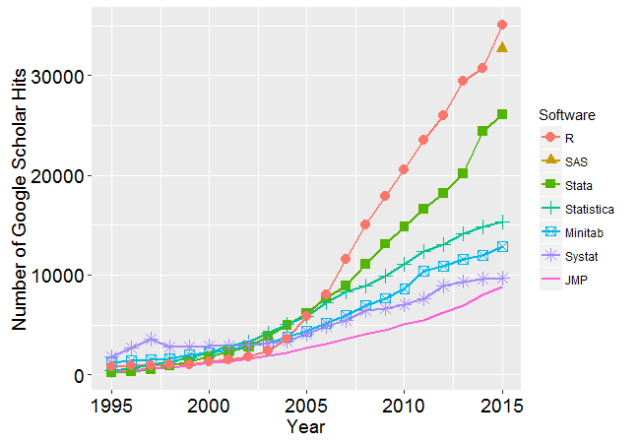 Number of Google Scholar Hits
30000
20000
10000
0
1995
2000
2005
2010
2015
Year
Software
R
SAS
Stata
Statistica
Minitab
Systat
JMP